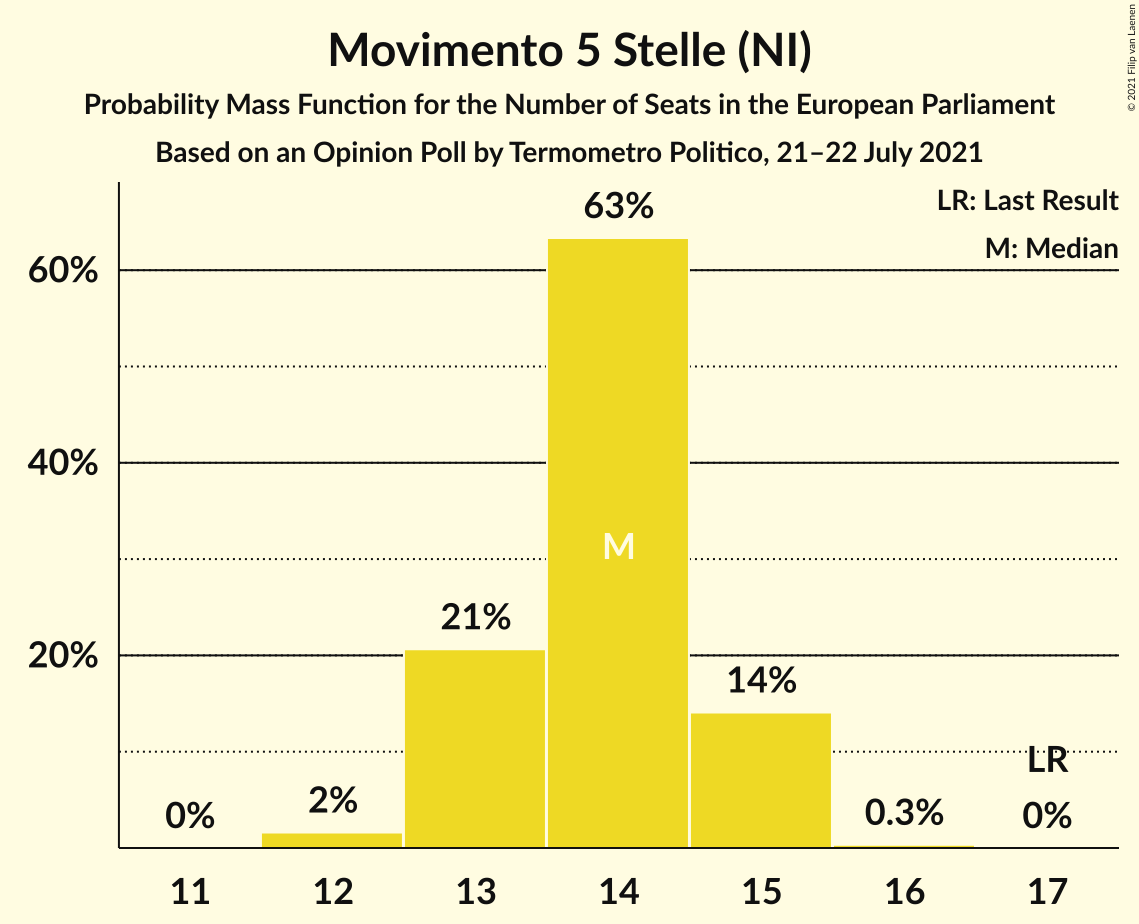 Movimento 5 Stelle (NI)
Probability Mass Function for the Number of Seats in the European Parliament
Based on an Opinion Poll by Termometro Politico, 21–22 July 2021
© 2021 Filip van Laenen
LR: Last Result
M: Median
63%
60%
40%
M
21%
20%
14%
LR
0%
2%
0.3%
0%
11 12 13 14 15 16 17